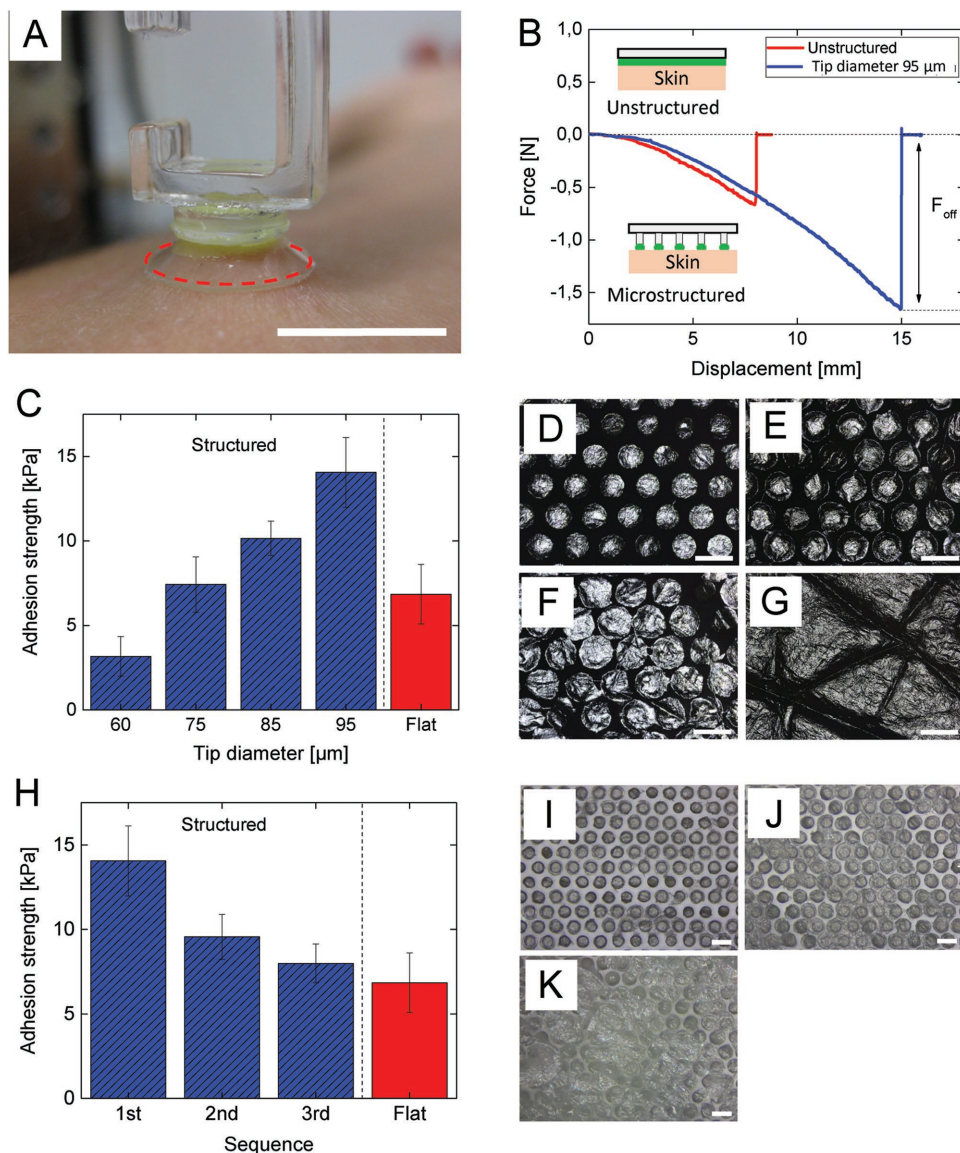 A
B
1,0
0,5
0,0
-0,5
-1,0
-1,5
Force [N]
Unstructured
Tip diameter 95 µm
Skin
Unstructured
Skin
Microstructured
F off
0
5
10
15
Displacement [mm]
C
Structured
15
10
5
0
Adhesion strength [kPa]
60
75
85
95
Flat
Tip diameter [µm]
D
E
F
G
H
Structured
15
10
5
0
Adhesion strength [kPa]
1st
2nd
3rd
Flat
Sequence
I
J
K